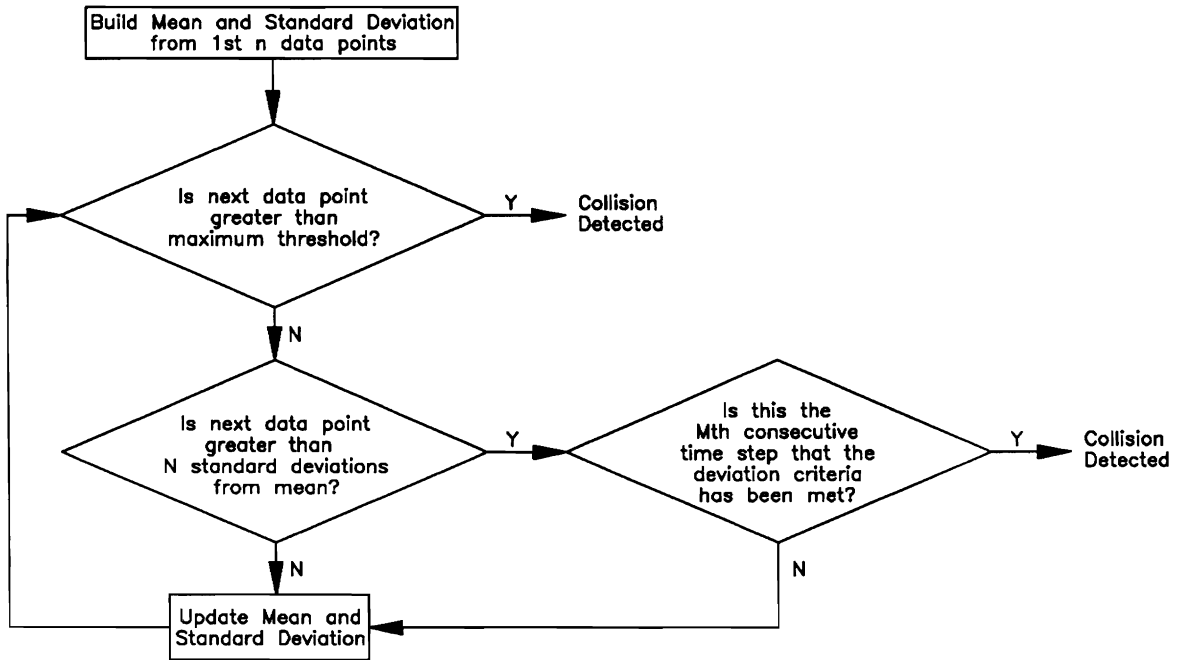 Build Mean and Standard Deviation
from 1st n data points
Is next data point
greater than
maximum threshold?
Y
Collision
Detected
N
Is next data point
greater than
N standard deviations
from mean?
Y
Is this the
Mth consecutive
time step that the
deviation criteria
has been met?
Y
Collision
Detected
N
N
Update Mean and
Standard Deviation